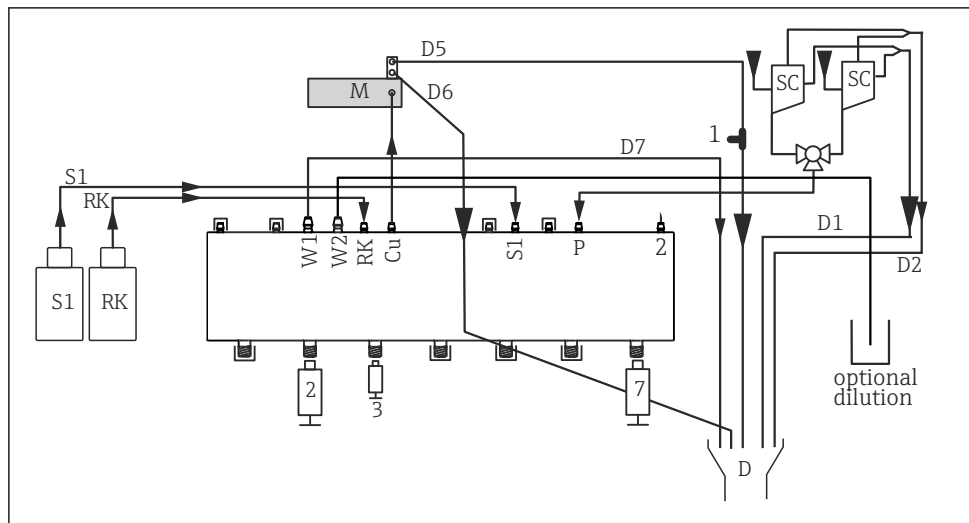 D5
SC
SC
M
D6
1
D7
S1
RK
W1
W2
RK
Cu
S1
P
2
D1
D2
S1
RK
optional
dilution
2
3
7
D